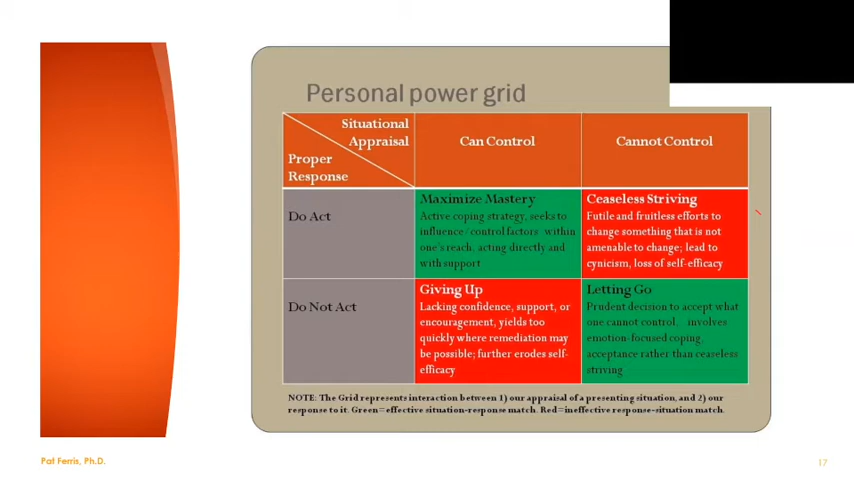 Personal power grid
Situational
Appraisal
Proper
Response
Can Control
Cannot Control
Do Act
Maximize Mastery
Active coping strategy, seeks to
influence/control factors within
one's reach, acting directly and
with support
Ceaseless Striving
Futile and fruitless efforts to
change something that is not
amenable to change; lead to
cynicism, loss of self-efficacy
Do Not Act
Giving Up
Lacking confidence, support, or
encouragement, yields too
quickly where remediation may
be possible; further erodes self-
efficacy
Letting Go
Prudent decision to accept what
one cannot control... involves
emotion-focused coping,
acceptance rather than ceaseless
striving
NOTE: The Grid represents interaction between 1) our appraisal of a presenting situation, and 2) our
response to it. Green=effective situation-response match. Red=ineffective response-situation match.
Pat Ferris, Ph.D.
17